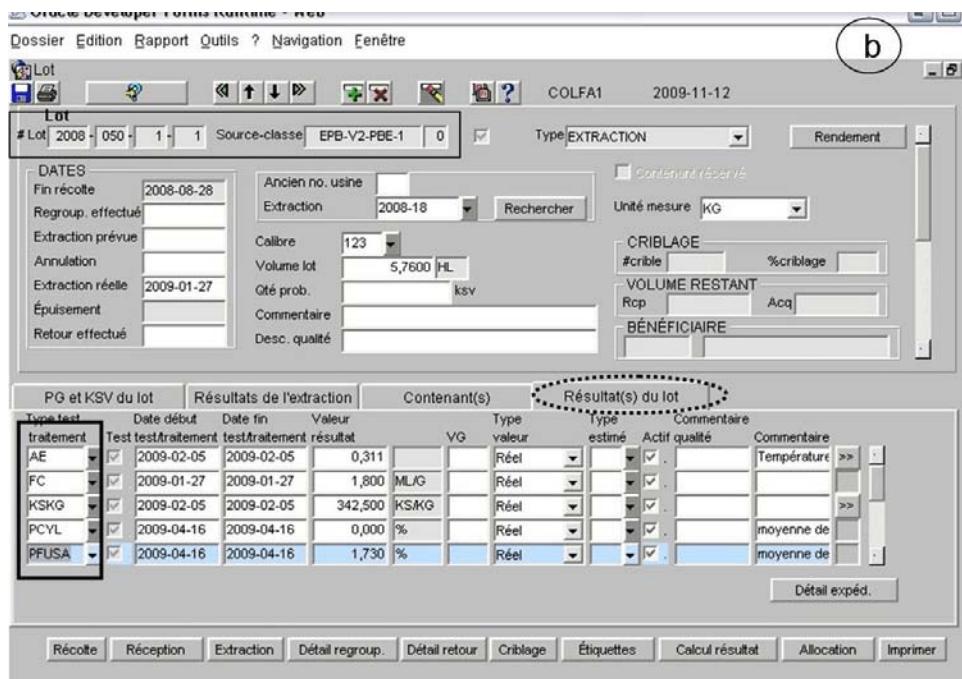 Oracle Developer Forms Runtime - Web
Dossier Edition Rapport Outils ? Navigation Fenêtre
b
Lot
COLFA1 2009-11-12
Lot
# Lot 2008 - 050 - 1 - 1 Source-classe EPB-V2-PBE-1 0 Type EXTRACTION Rendement
DATES
Fin récolte 2008-08-28
Regroup. effectué
Extraction prévue
Annulation
Extraction réelle 2009-01-27
Épuisement
Retour effectué
Ancien no. usine
Extraction 2008-18 Rechercher
Calibre 123
Volume lot 5,7600 HL
Qté prob. ksv
Commentaire
Desc. qualité
Contenant réservé
Unité mesure KG
CRIBLAGE
#crible %criblage
VOLUME RESTANT
Rcp Acq
BÉNÉFICIAIRE
PG et KSV du lot Résultats de l'extraction Contenant(s) Résultat(s) du lot
Type test Date début Date fin Valeur Type Type Commentaire
traitement Test test/traitement test/traitement résultat VG valeur estimé Actif qualité Commentaire
AE 2009-02-05 2009-02-05 0,311 Réel . Température >>
FC 2009-01-27 2009-01-27 1,800 ML/G Réel .
KSKG 2009-02-05 2009-02-05 342,500 KS/KG Réel . >>
PCYL 2009-04-16 2009-04-16 0,000 % Réel . moyenne de
PFUSA 2009-04-16 2009-04-16 1,730 % Réel . moyenne de
Détail expéd.
Récolte Réception Extraction Détail regroup. Détail retour Criblage Étiquettes Calcul résultat Allocation Imprimer